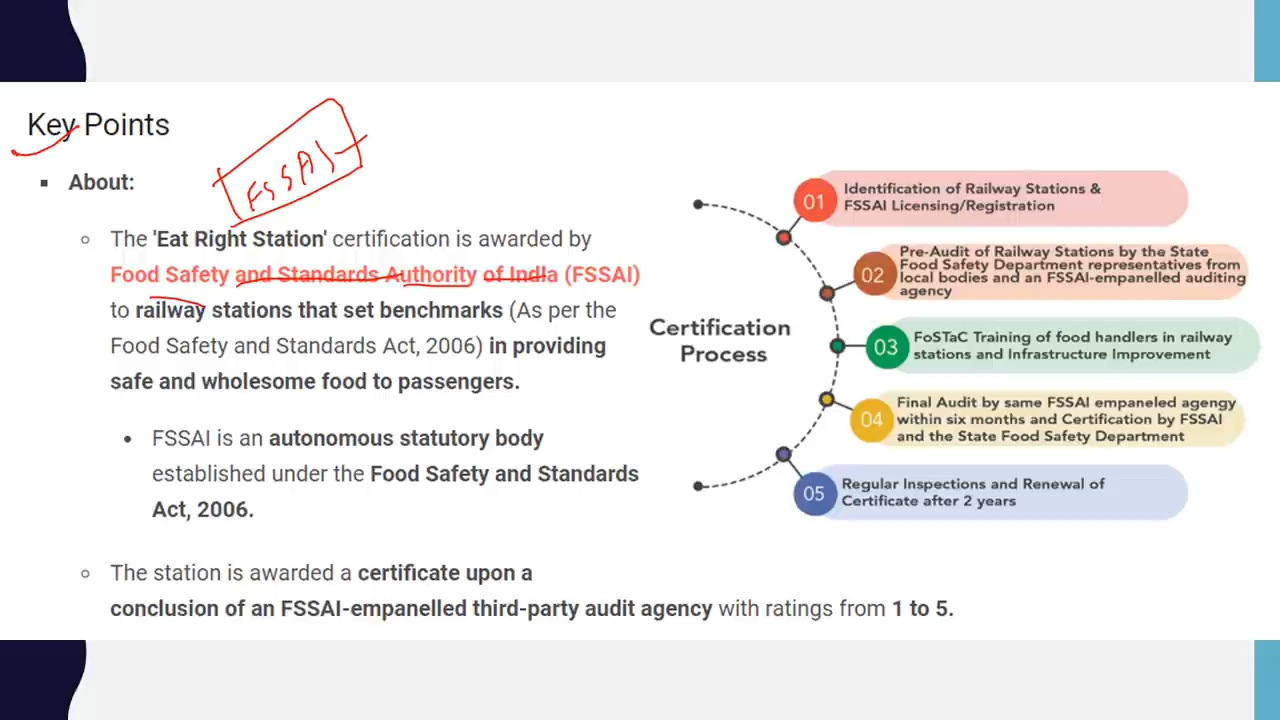 Key Points
FSSAI
About:
The 'Eat Right Station' certification is awarded by
Food Safety and Standards Authority of India (FSSAI)
to railway stations that set benchmarks (As per the
Food Safety and Standards Act, 2006) in providing
safe and wholesome food to passengers.
FSSAI is an autonomous statutory body
established under the Food Safety and Standards
Act, 2006.
The station is awarded a certificate upon a
conclusion of an FSSAI-empanelled third-party audit agency with ratings from 1 to 5.
Certification
Process
01
Identification of Railway Stations &
FSSAI Licensing/Registration
02
Pre-Audit of Railway Stations by the State
Food Safety Department representatives from
local bodies and an FSSAI-empanelled auditing
agency
03
FoSTaC Training of food handlers in railway
stations and Infrastructure Improvement
04
Final Audit by same FSSAI empaneled agengy
within six months and Certification by FSSAI
and the State Food Safety Department
05
Regular Inspections and Renewal of
Certificate after 2 years